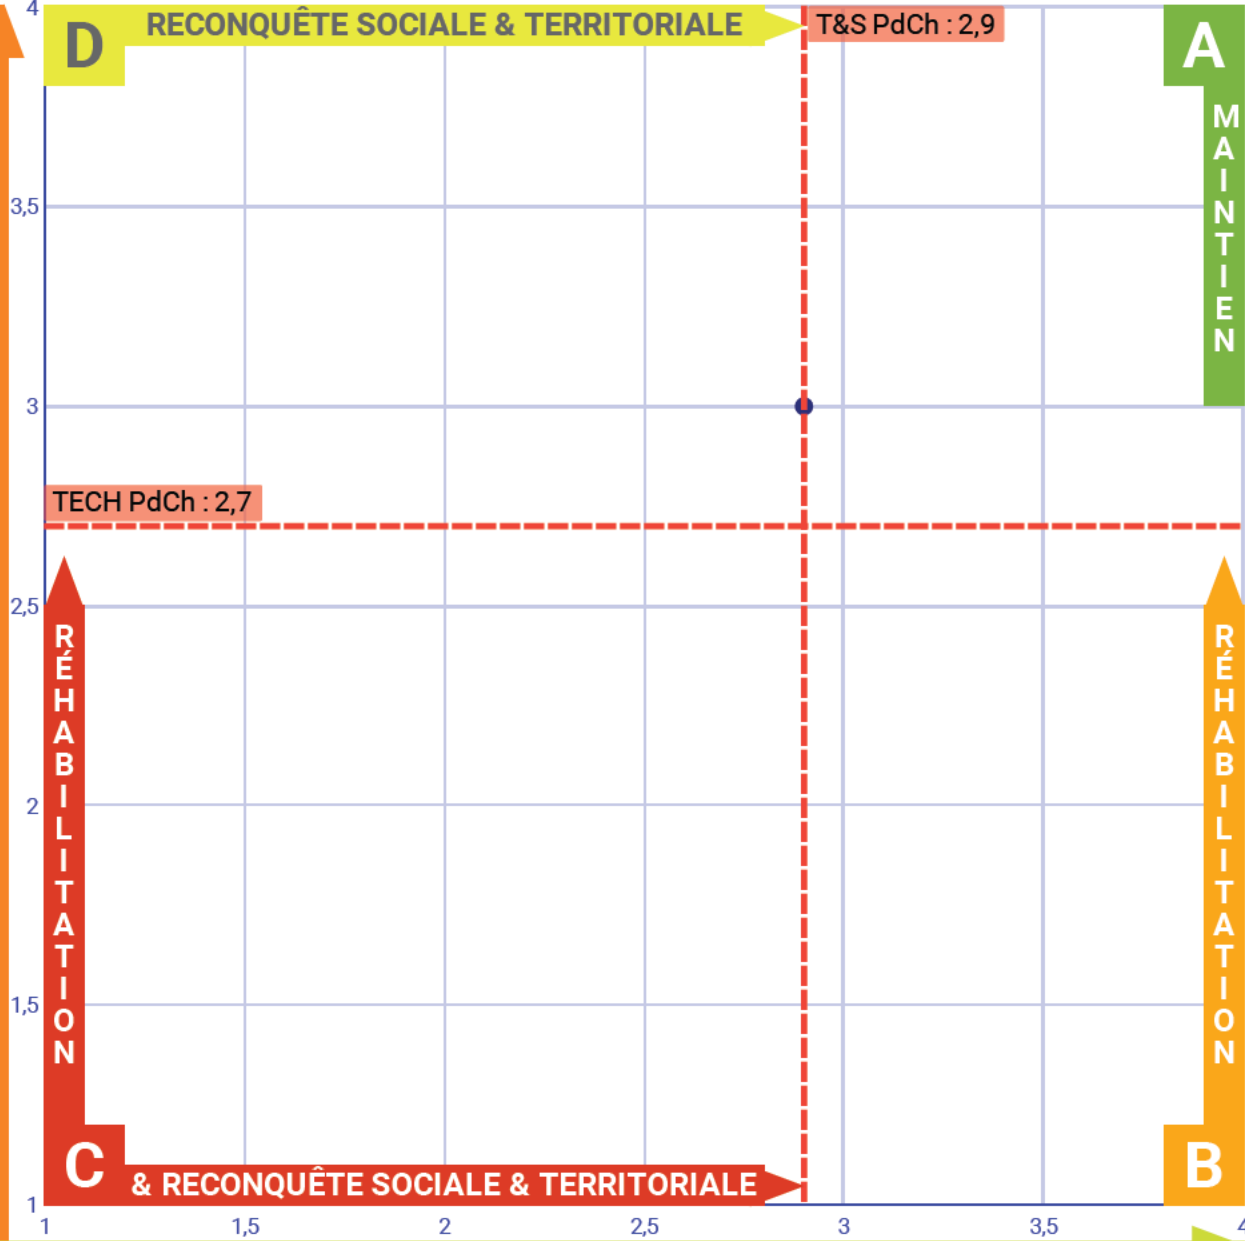 4
D
RECONQUÊTE SOCIALE & TERRITORIALE
T&S PdCh : 2,9
A
MAINTIEN
3,5
3
TECH PdCh : 2,7
2,5
RÉHABILITATION
RÉHABILITATION
2
1,5
C
& RECONQUÊTE SOCIALE & TERRITORIALE
B
1
1
1,5
2
2,5
3
3,5
4